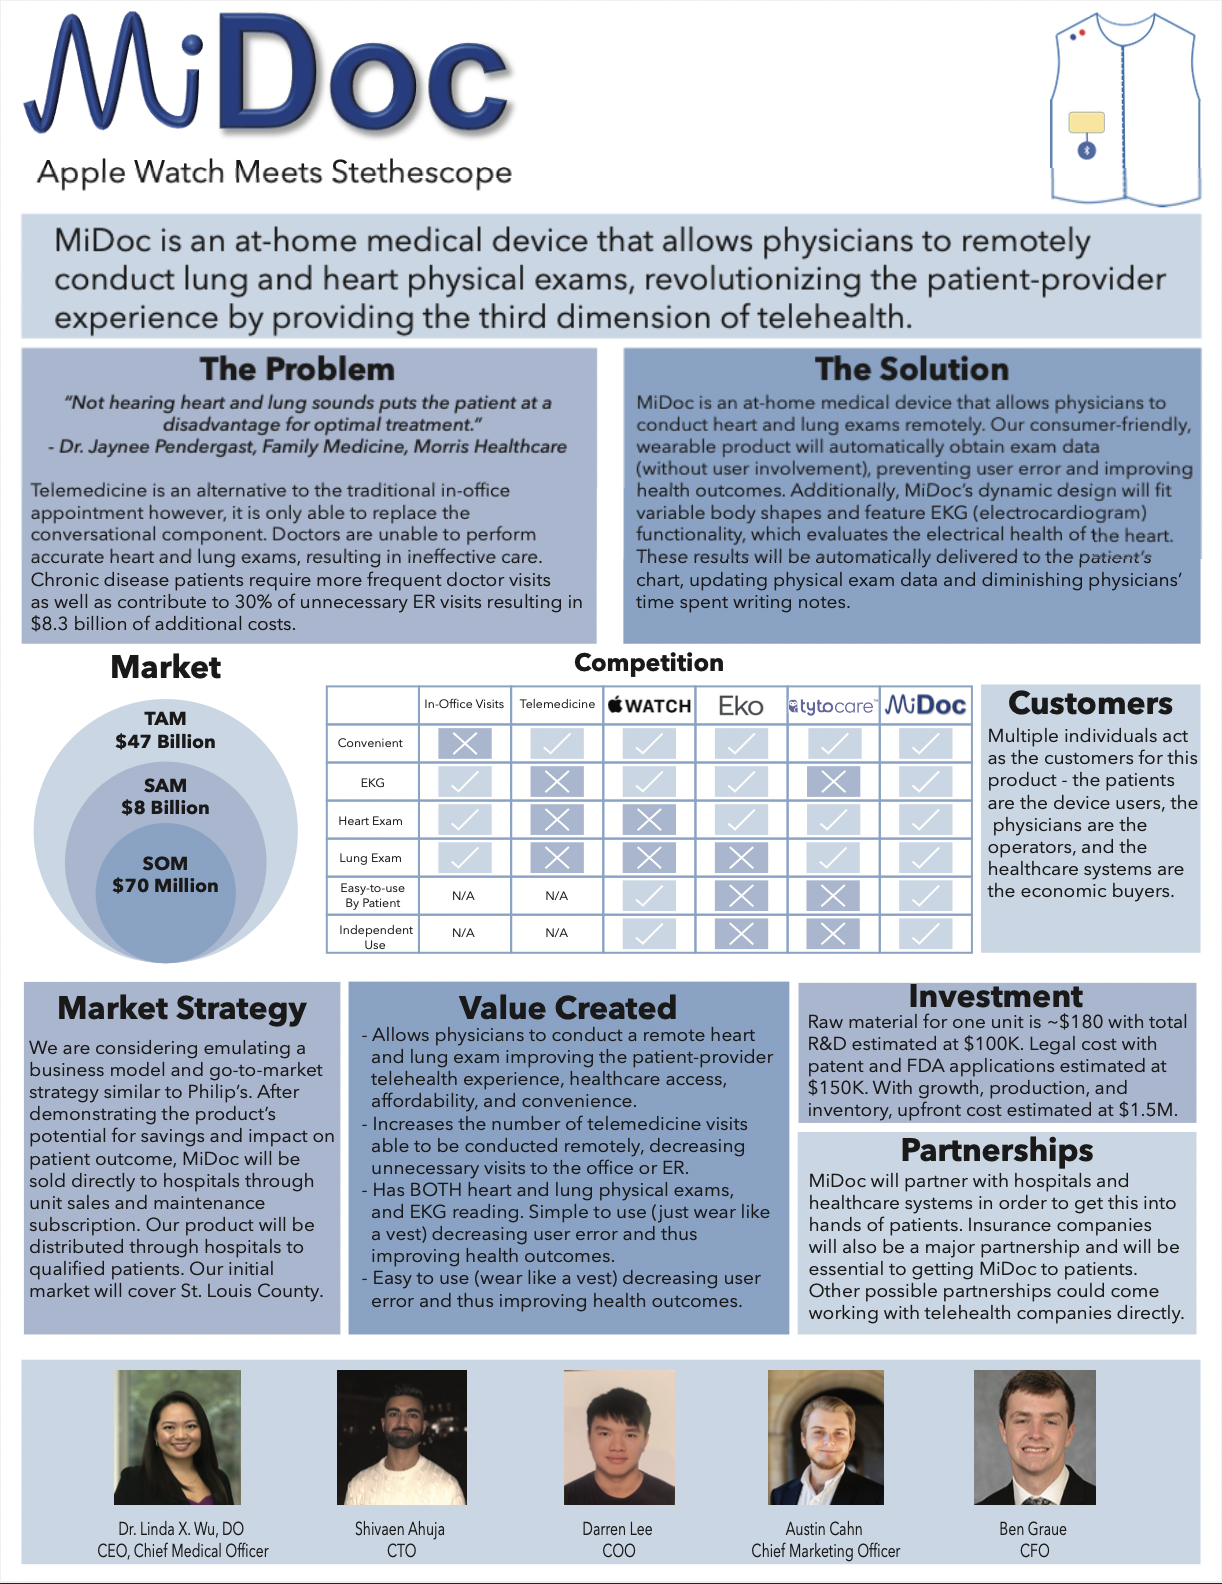 MiDoc
Apple Watch Meets Stethescope
MiDoc is an at-home medical device that allows physicians to remotely
conduct lung and heart physical exams, revolutionizing the patient-provider
experience by providing the third dimension of telehealth.
The Problem
“Not hearing heart and lung sounds puts the patient at a
disadvantage for optimal treatment.”
- Dr. Jaynee Pendergast, Family Medicine, Morris Healthcare
Telemedicine is an alternative to the traditional in-office
appointment however, it is only able to replace the
conversational component. Doctors are unable to perform
accurate heart and lung exams, resulting in ineffective care.
Chronic disease patients require more frequent doctor visits
as well as contribute to 30% of unnecessary ER visits resulting in
$8.3 billion of additional costs.
The Solution
MiDoc is an at-home medical device that allows physicians to
conduct heart and lung exams remotely. Our consumer-friendly,
wearable product will automatically obtain exam data
(without user involvement), preventing user error and improving
health outcomes. Additionally, MiDoc’s dynamic design will fit
variable body shapes and feature EKG (electrocardiogram)
functionality, which evaluates the electrical health of the heart.
These results will be automatically delivered to the patient’s
chart, updating physical exam data and diminishing physicians’
time spent writing notes.
Market
TAM
$47 Billion
SAM
$8 Billion
SOM
$70 Million
Competition
In-Office Visits Telemedicine WATCH Eko tytocare™ MiDoc
Convenient
EKG
Heart Exam
Lung Exam
Easy-to-use
By Patient
N/A N/A
Independent
Use
N/A N/A
Customers
Multiple individuals act
as the customers for this
product - the patients
are the device users, the
physicians are the
operators, and the
healthcare systems are
the economic buyers.
Market Strategy
We are considering emulating a
business model and go-to-market
strategy similar to Philip’s. After
demonstrating the product’s
potential for savings and impact on
patient outcome, MiDoc will be
sold directly to hospitals through
unit sales and maintenance
subscription. Our product will be
distributed through hospitals to
qualified patients. Our initial
market will cover St. Louis County.
Value Created
- Allows physicians to conduct a remote heart
and lung exam improving the patient-provider
telehealth experience, healthcare access,
affordability, and convenience.
- Increases the number of telemedicine visits
able to be conducted remotely, decreasing
unnecessary visits to the office or ER.
- Has BOTH heart and lung physical exams,
and EKG reading. Simple to use (just wear like
a vest) decreasing user error and thus
improving health outcomes.
- Easy to use (wear like a vest) decreasing user
error and thus improving health outcomes.
Investment
Raw material for one unit is ~$180 with total
R&D estimated at $100K. Legal cost with
patent and FDA applications estimated at
$150K. With growth, production, and
inventory, upfront cost estimated at $1.5M.
Partnerships
MiDoc will partner with hospitals and
healthcare systems in order to get this into
hands of patients. Insurance companies
will also be a major partnership and will be
essential to getting MiDoc to patients.
Other possible partnerships could come
working with telehealth companies directly.
Dr. Linda X. Wu, DO
CEO, Chief Medical Officer
Shivaen Ahuja
CTO
Darren Lee
COO
Austin Cahn
Chief Marketing Officer
Ben Graue
CFO